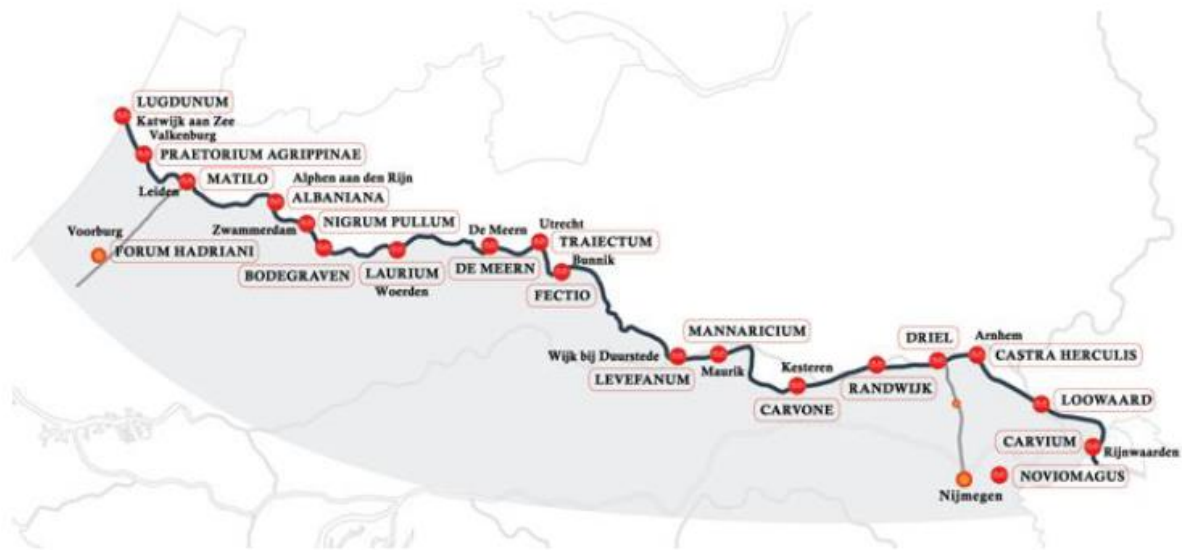 LUGDUNUM
Katwijk aan Zee
Valkenburg
PRAETORIUM AGRIPPINAE
MATILO
Leiden
Alphen aan den Rijn
ALBANIANA
Voorburg
FORUM HADRIANI
Zwammerdam
NIGRUM PULLUM
BODEGRAVEN
LAURIUM
Woerden
De Meern
DE MEERN
Utrecht
TRAIECTUM
Bunnik
FECTIO
MANNARICIUM
Wijk bij Duurstede
Maurik
LEVEFANUM
Kesteren
CARVONE
RANDWIJK
DRIEL
Arnhem
CASTRA HERCULIS
LOOWAARD
CARVIUM
Rijnwaarden
NOVIOMAGUS
Nijmegen